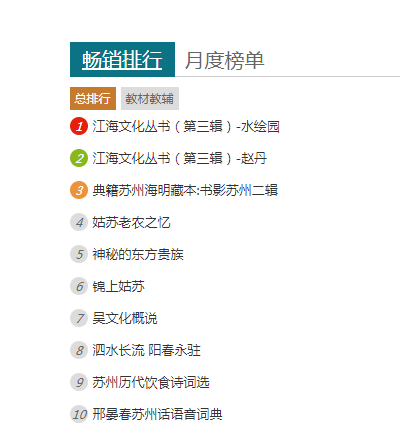 畅销排行 月度榜单
总排行 教材教辅
1 江海文化丛书（第三辑）-水绘园
2 江海文化丛书（第三辑）-赵丹
3 典籍苏州海明藏本:书影苏州二辑
4 姑苏老农之忆
5 神秘的东方贵族
6 锦上姑苏
7 吴文化概说
8 泗水长流 阳春永驻
9 苏州历代饮食诗词选
10 邢晏春苏州话语音词典